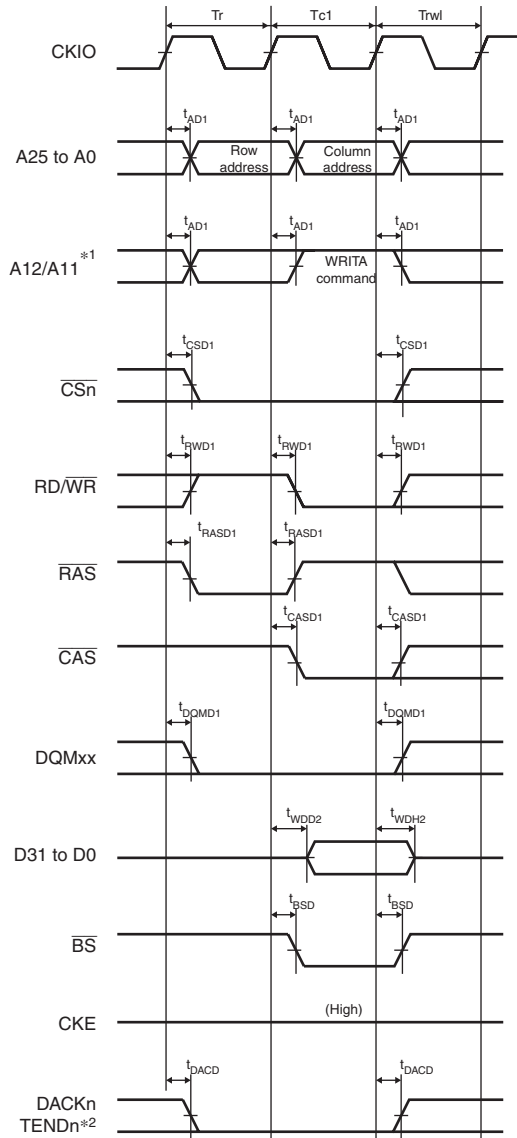 Tr Tc1 Trwl
CKIO
tAD1 tAD1 tAD1
A25 to A0
Row address
Column address
tAD1 tAD1 tAD1
A12/A11*1
WRITA command
tCSD1 tCSD1
CSn
tRWD1 tRWD1 tRWD1
RD/WR
tRASD1 tRASD1
RAS
tCASD1 tCASD1
CAS
tDQMD1 tDQMD1
DQMxx
tWDD2 tWDH2
D31 to D0
tBSD tBSD
BS
(High)
CKE
tDACD tDACD
DACKn
TENDn*2